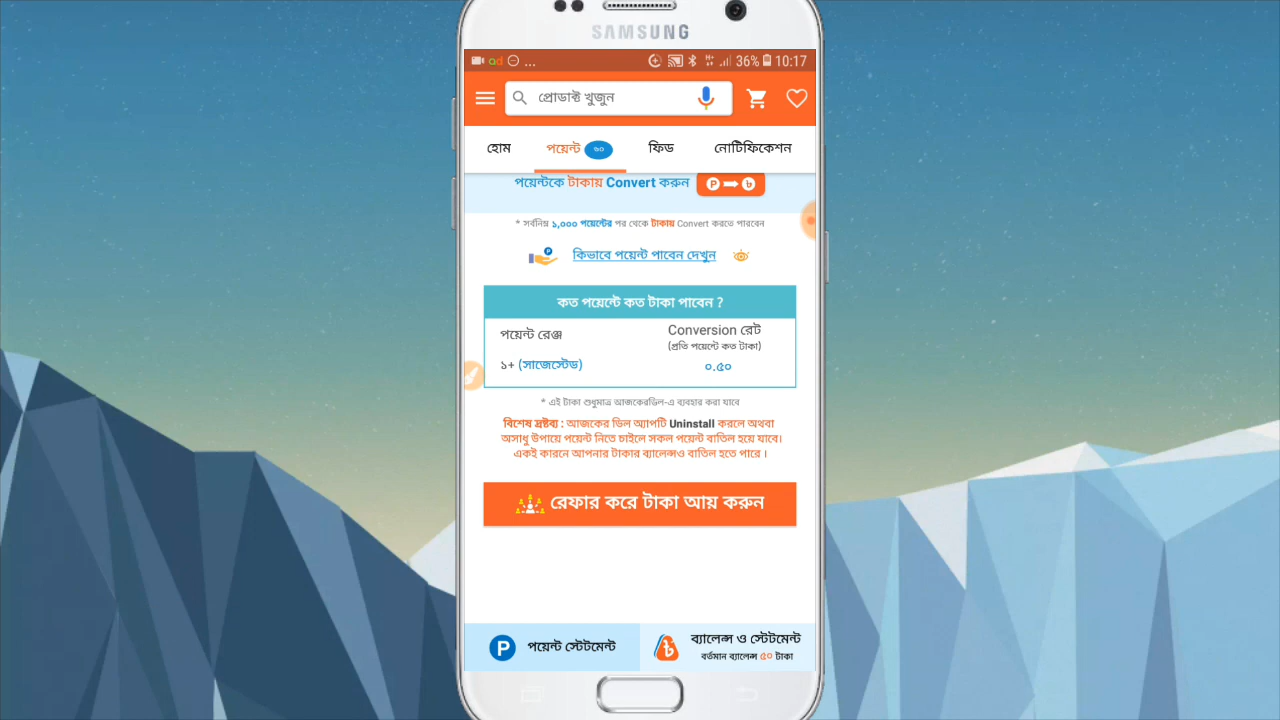 SAMSUNG
ad ... 36% 10:17
প্রোডাক্ট খুজুন
হোম পয়েন্ট ৬০ ফিড নোটিফিকেশন
পয়েন্টকে টাকায় Convert করুন P ৳
* সর্বনিম্ন ১,০০০ পয়েন্টের পর থেকে টাকায় Convert করতে পারবেন
কিভাবে পয়েন্ট পাবেন দেখুন
কত পয়েন্টে কত টাকা পাবেন ?
পয়েন্ট রেঞ্জ Conversion রেট
(প্রতি পয়েন্টে কত টাকা)
১+ (সাজেস্টেড) ০.৫০
* এই টাকা শুধুমাত্র আজকেরডিল-এ ব্যবহার করা যাবে
বিশেষ দ্রষ্টব্য : আজকের ডিল অ্যাপটি Uninstall করলে অথবা
অসাধু উপায়ে পয়েন্ট নিতে চাইলে সকল পয়েন্ট বাতিল হয়ে যাবে।
একই কারনে আপনার টাকার ব্যালেন্সও বাতিল হতে পারে ।
রেফার করে টাকা আয় করুন
P পয়েন্ট স্টেটমেন্ট ৳ ব্যালেন্স ও স্টেটমেন্ট
বর্তমান ব্যালেন্স ৫০ টাকা